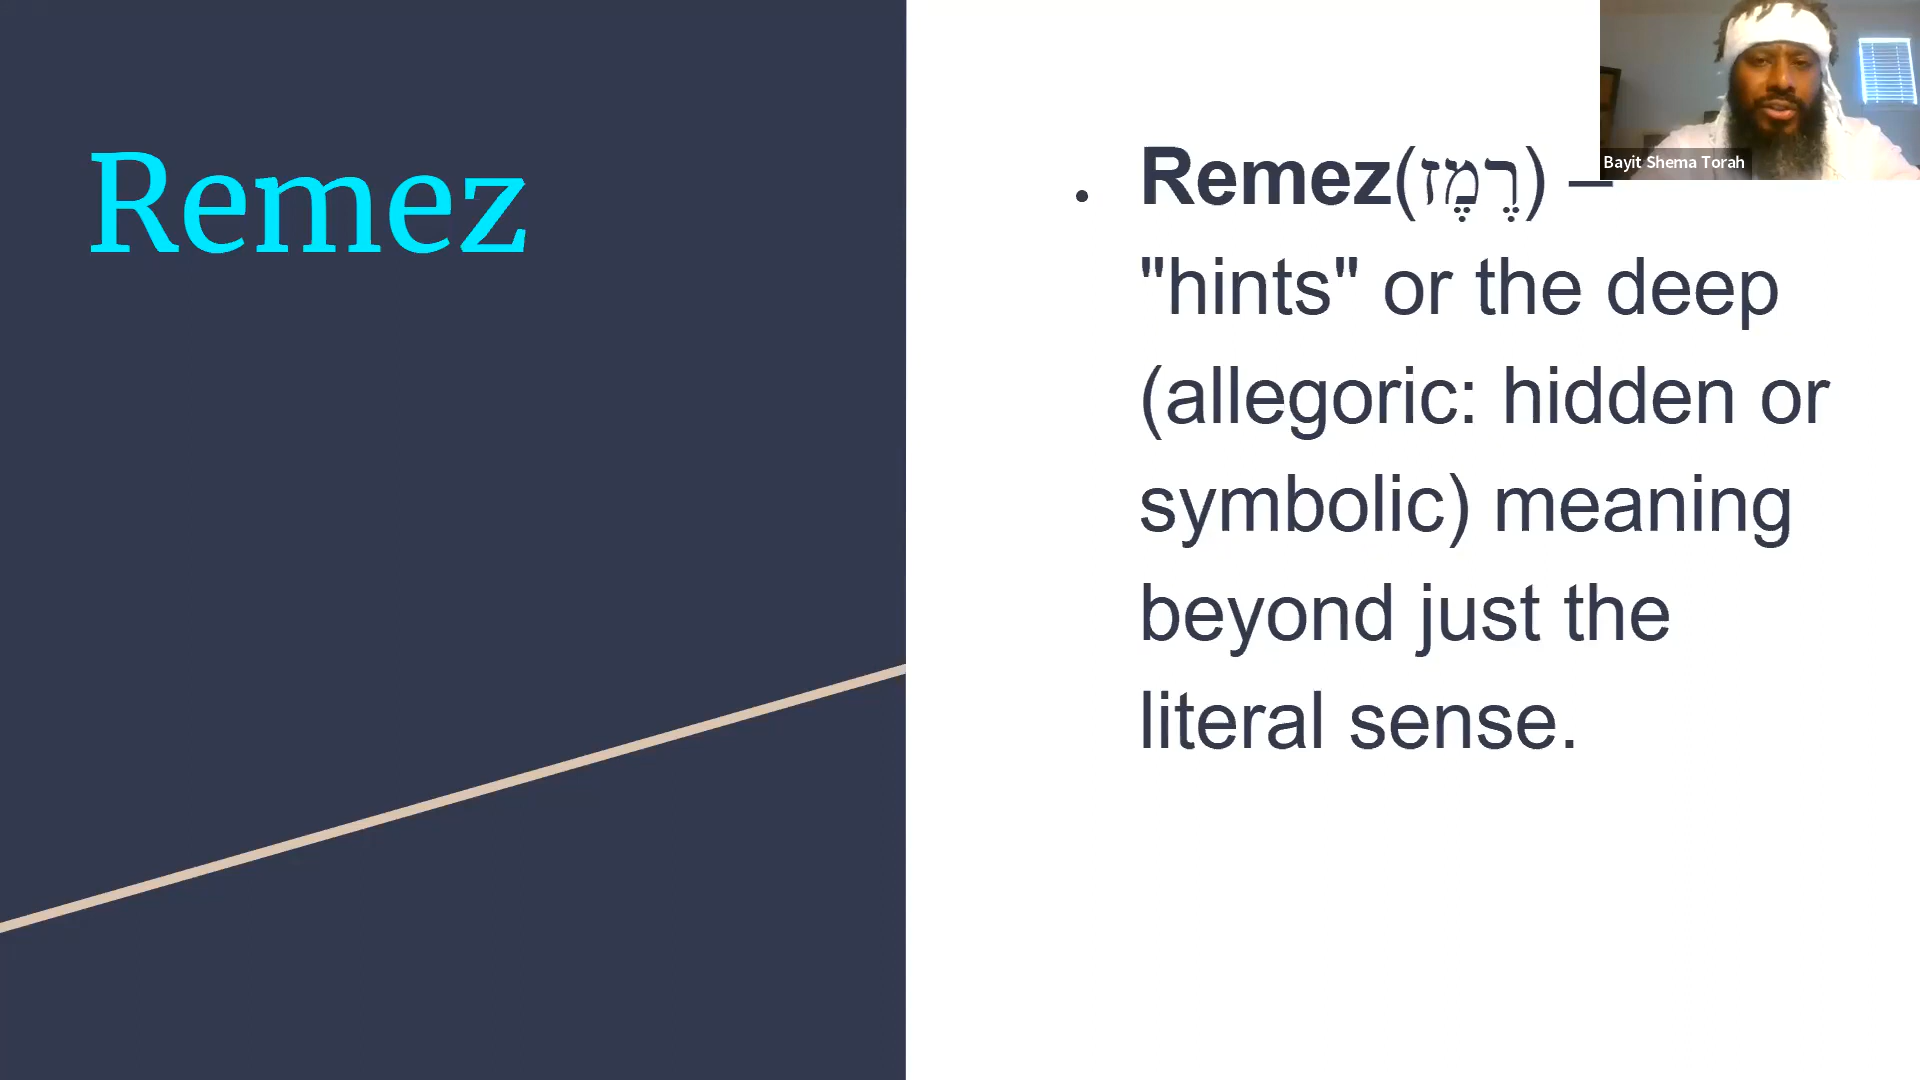 Remez
• Remez(רֶמֶז) –
"hints" or the deep
(allegoric: hidden or
symbolic) meaning
beyond just the
literal sense.
Bayit Shema Torah